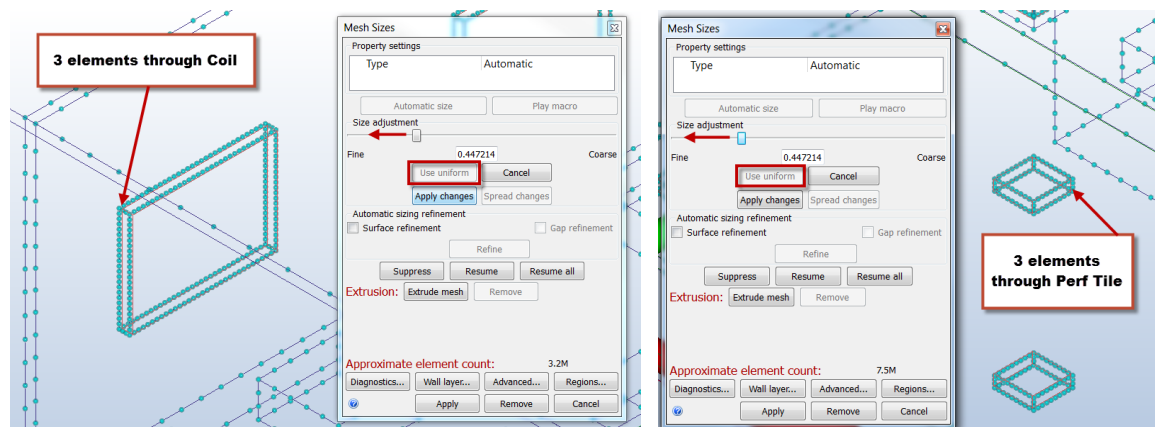 3 elements through Coil
Mesh Sizes
Property settings
Type Automatic
Automatic size Play macro
Size adjustment
Fine 0.447214 Coarse
Use uniform Cancel
Apply changes Spread changes
Automatic sizing refinement
Surface refinement Gap refinement
Refine
Suppress Resume Resume all
Extrusion: Extrude mesh Remove
Approximate element count: 3.2M
Diagnostics... Wall layer... Advanced... Regions...
Apply Remove Cancel
Mesh Sizes
Property settings
Type Automatic
Automatic size Play macro
Size adjustment
Fine 0.447214 Coarse
Use uniform Cancel
Apply changes Spread changes
Automatic sizing refinement
Surface refinement Gap refinement
Refine
Suppress Resume Resume all
Extrusion: Extrude mesh Remove
Approximate element count: 7.5M
Diagnostics... Wall layer... Advanced... Regions...
Apply Remove Cancel
3 elements
through Perf Tile